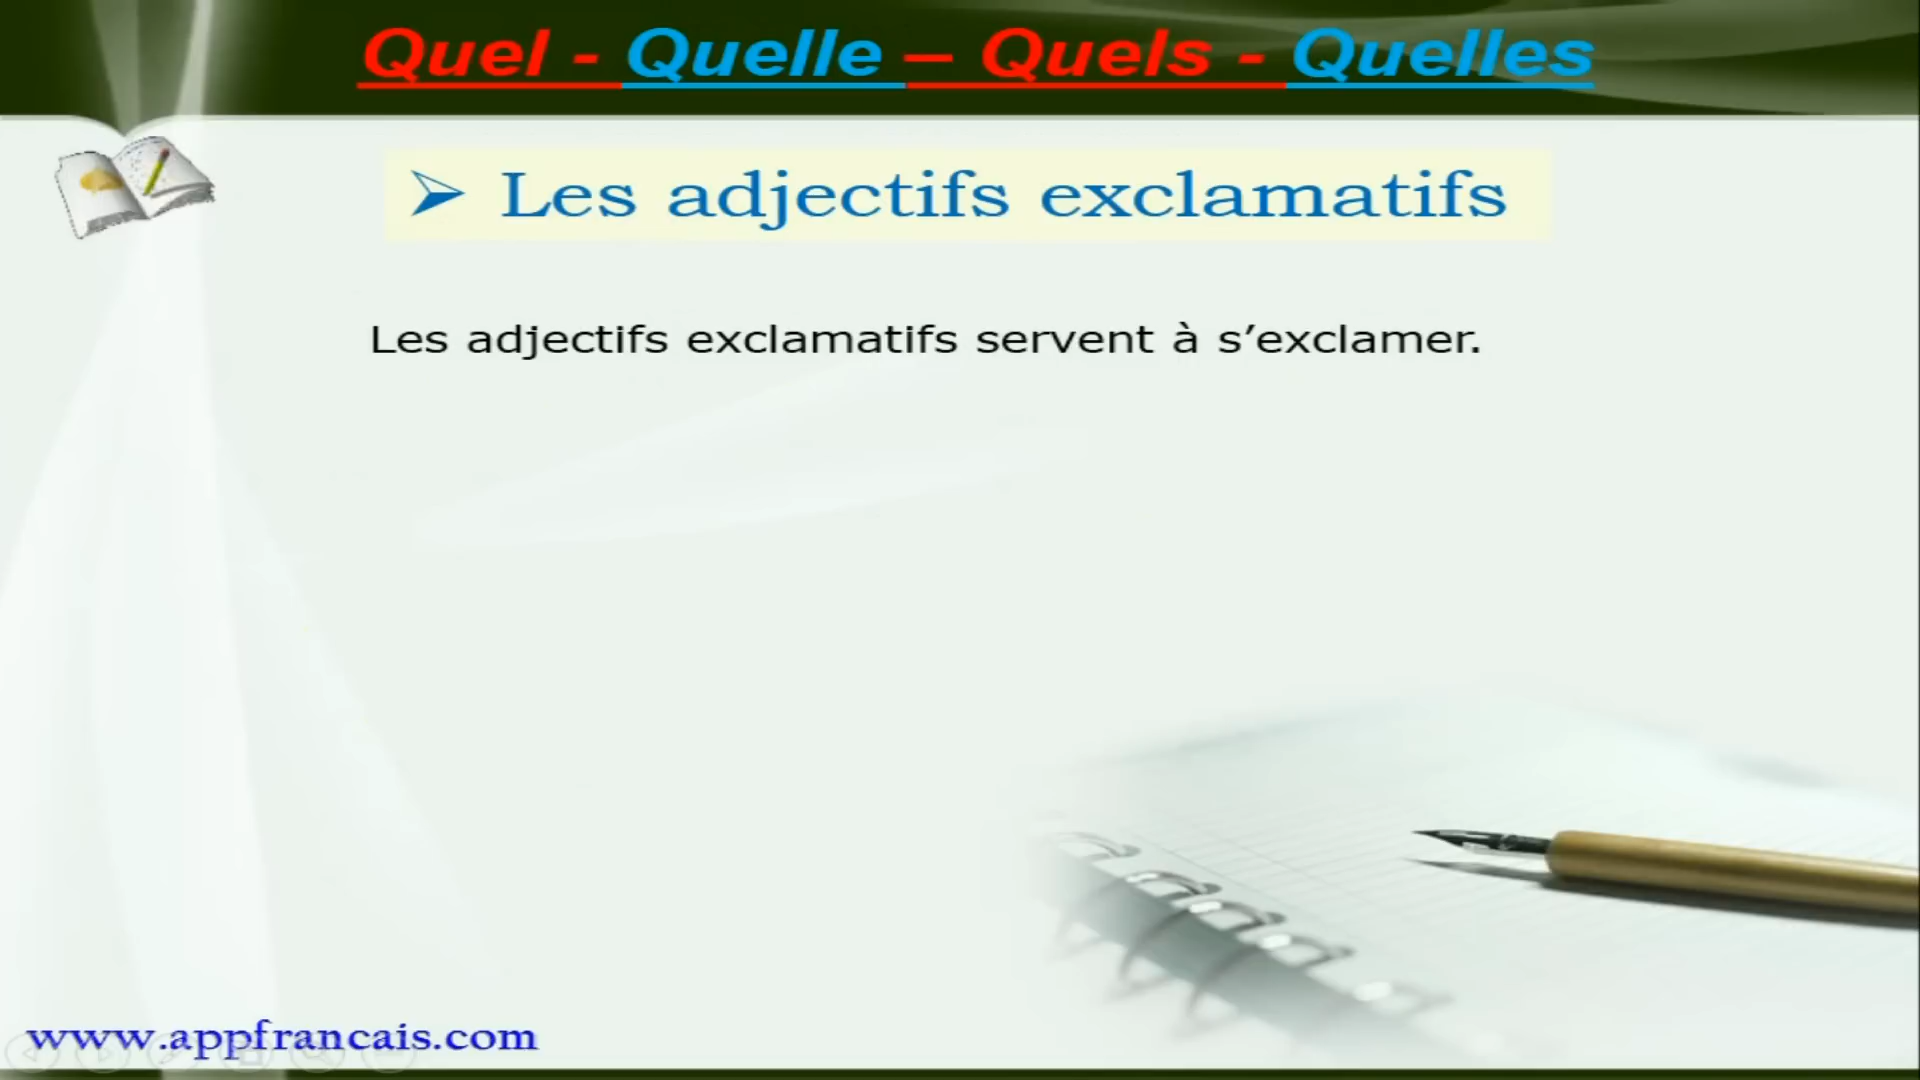 Quel - Quelle – Quels - Quelles
➢ Les adjectifs exclamatifs
Les adjectifs exclamatifs servent à s’exclamer.
www.appfrancais.com